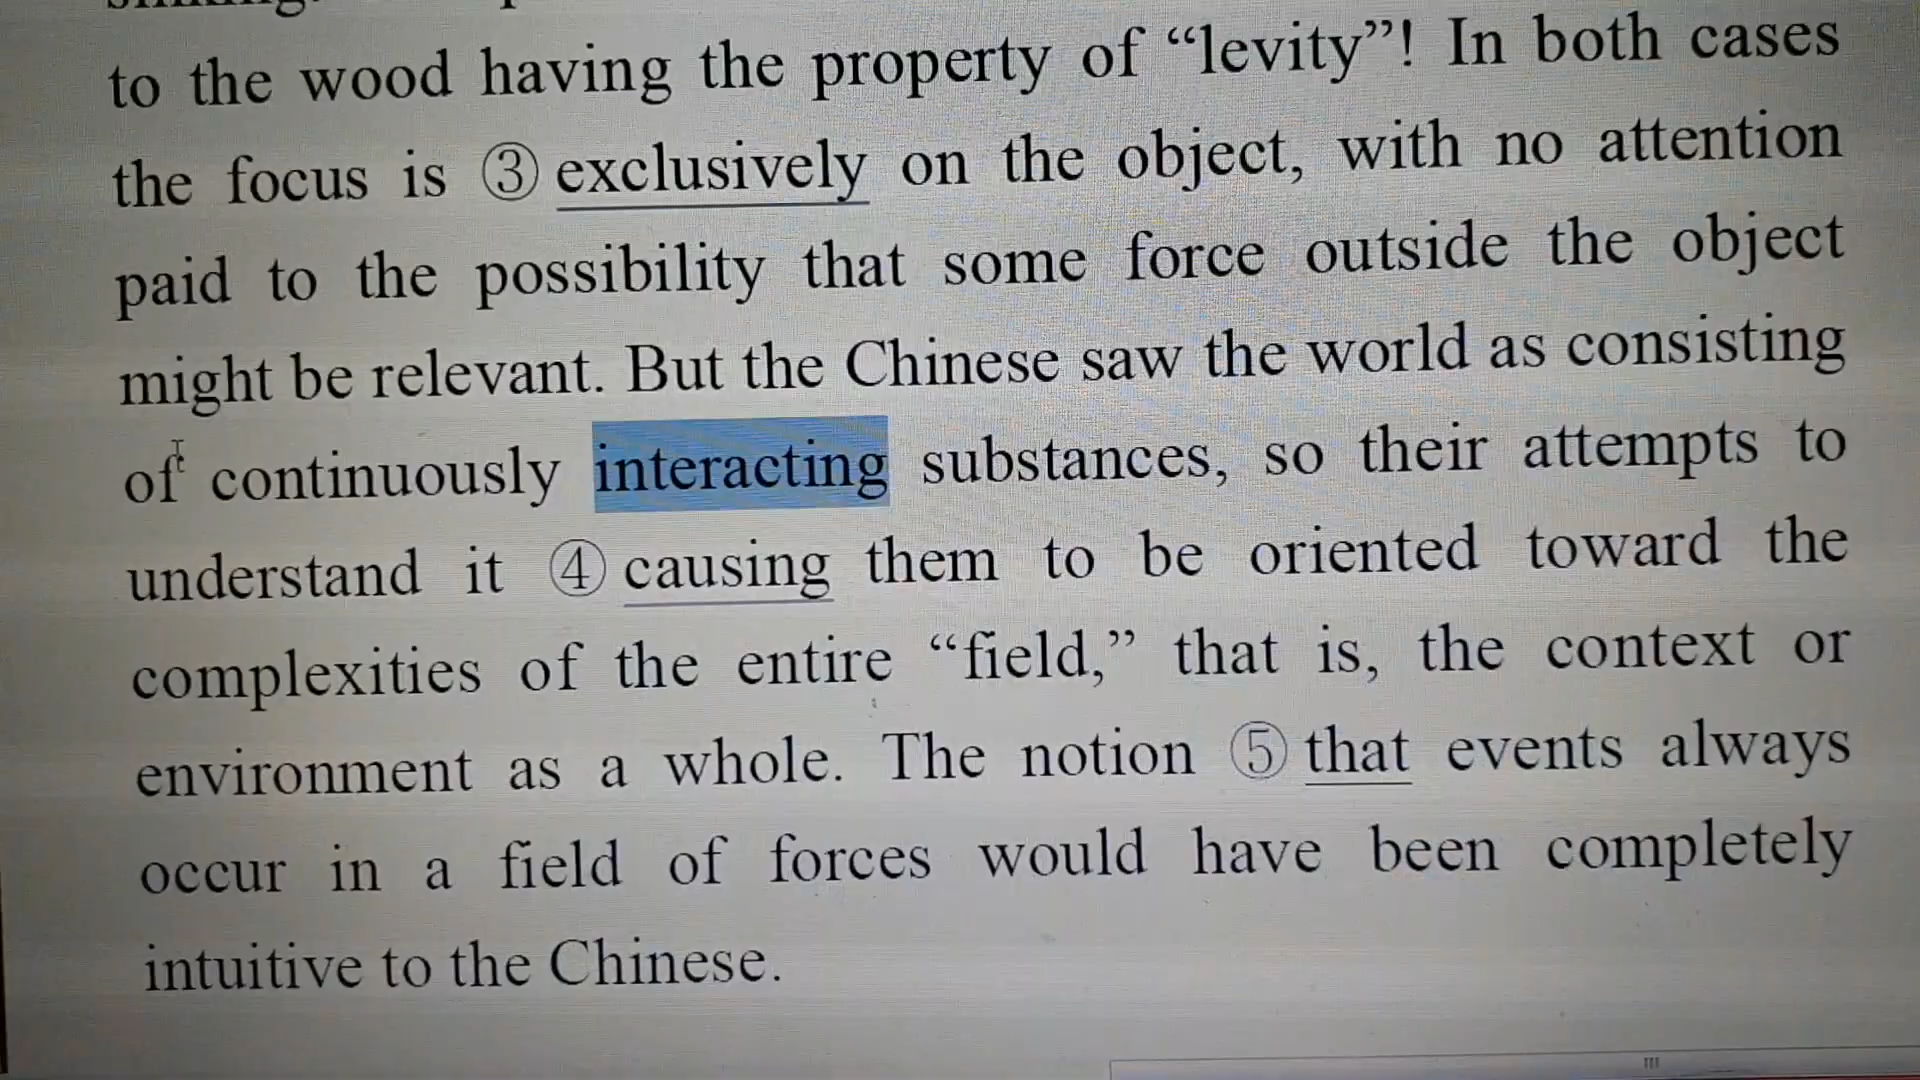 to the wood having the property of “levity”! In both cases
the focus is ③ exclusively on the object, with no attention
paid to the possibility that some force outside the object
might be relevant. But the Chinese saw the world as consisting
of continuously interacting substances, so their attempts to
understand it ④ causing them to be oriented toward the
complexities of the entire “field,” that is, the context or
environment as a whole. The notion ⑤ that events always
occur in a field of forces would have been completely
intuitive to the Chinese.